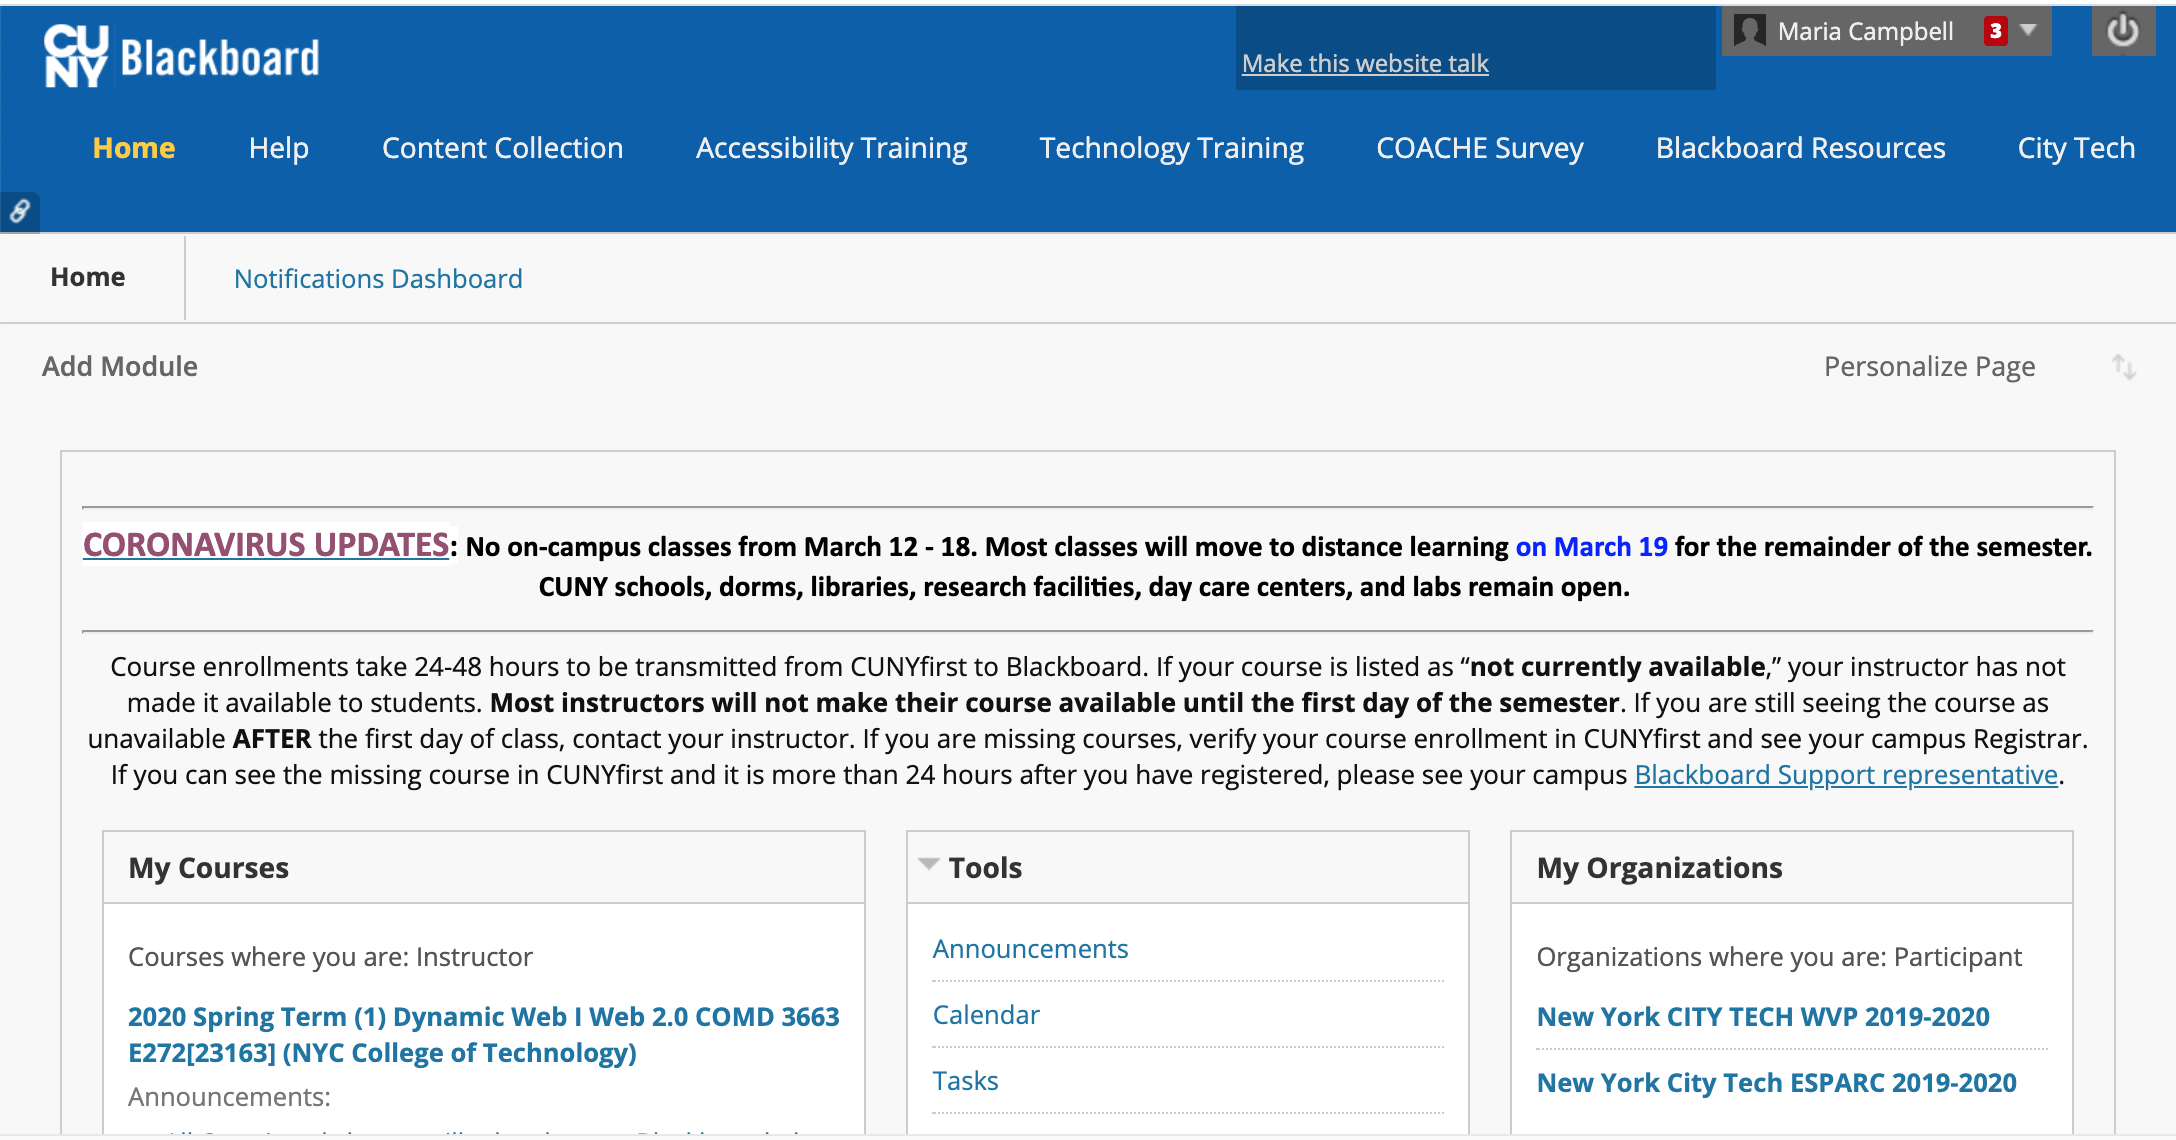 CUNY Blackboard
Make this website talk
Maria Campbell 3
Home Help Content Collection Accessibility Training Technology Training COACHE Survey Blackboard Resources City Tech
Home Notifications Dashboard
Add Module Personalize Page
CORONAVIRUS UPDATES: No on-campus classes from March 12 - 18. Most classes will move to distance learning on March 19 for the remainder of the semester.
CUNY schools, dorms, libraries, research facilities, day care centers, and labs remain open.
Course enrollments take 24-48 hours to be transmitted from CUNYfirst to Blackboard. If your course is listed as “not currently available,” your instructor has not
made it available to students. Most instructors will not make their course available until the first day of the semester. If you are still seeing the course as
unavailable AFTER the first day of class, contact your instructor. If you are missing courses, verify your course enrollment in CUNYfirst and see your campus Registrar.
If you can see the missing course in CUNYfirst and it is more than 24 hours after you have registered, please see your campus Blackboard Support representative.
My Courses
Courses where you are: Instructor
2020 Spring Term (1) Dynamic Web I Web 2.0 COMD 3663
E272[23163] (NYC College of Technology)
Announcements:
Tools
Announcements
Calendar
Tasks
My Organizations
Organizations where you are: Participant
New York CITY TECH WVP 2019-2020
New York City Tech ESPARC 2019-2020